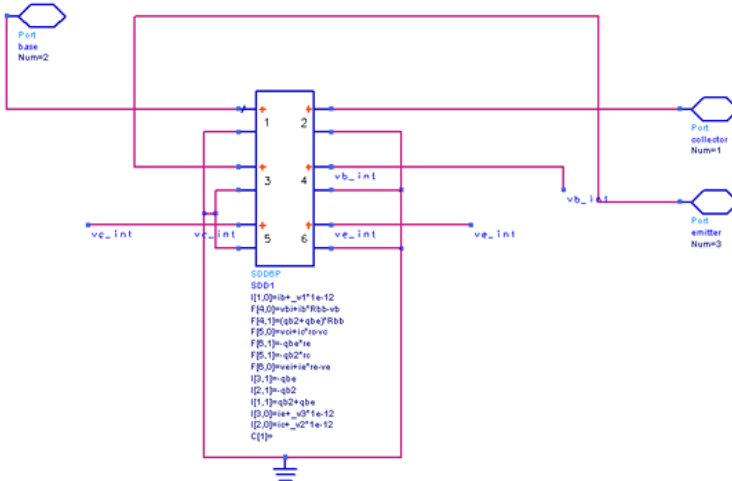 Port
base
Num=2
1
2
Port
collector
Num=1
3
4
vb_int
vb_int
vc_int
vc_int
5
6
ve_int
ve_int
Port
emitter
Num=3
SDD6P
SDD1
I[1,0]=ib+_v1*1e-12
F[4,0]=vbi+ib*Rbb-vb
F[4,1]=(qb2+qbe)*Rbb
F[5,0]=vci+ic*rc-vc
F[6,1]=-qbe*re
F[5,1]=-qb2*rc
F[6,0]=vei+ie*re-ve
I[3,1]=-qbe
I[2,1]=-qb2
I[1,1]=qb2+qbe
I[3,0]=ie+_v3*1e-12
I[2,0]=ic+_v2*1e-12
C[1]=